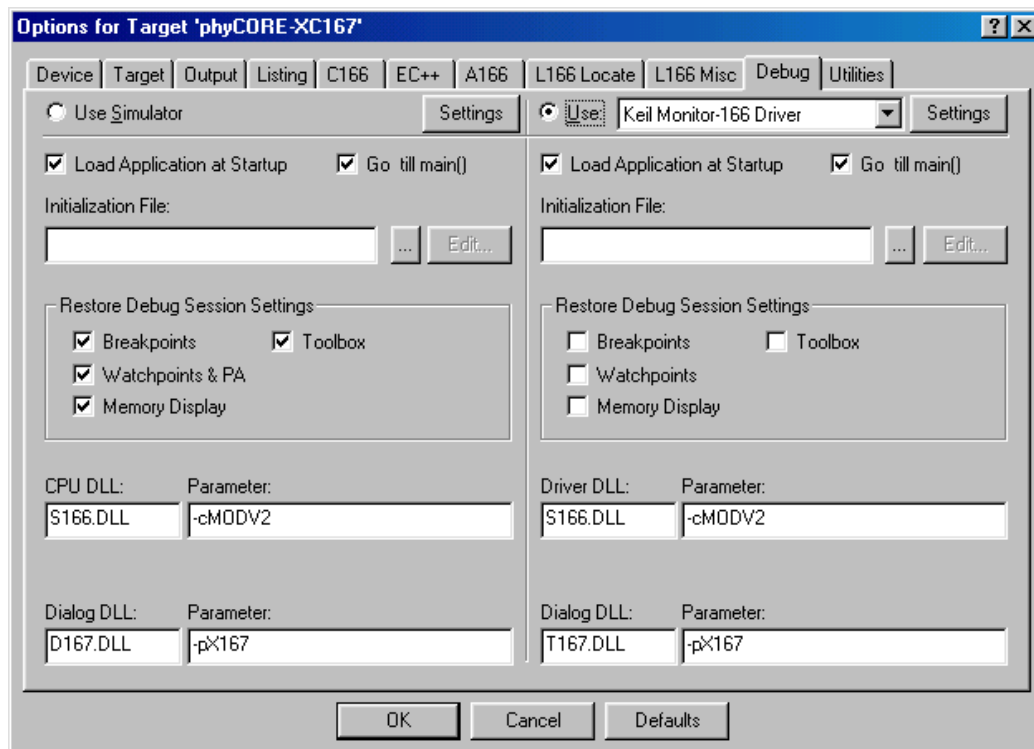 Options for Target 'phyCORE-XC167'
Device Target Output Listing C166 EC++ A166 L166 Locate L166 Misc Debug Utilities
Use Simulator Settings Use: Keil Monitor-166 Driver Settings
Load Application at Startup Go till main() Load Application at Startup Go till main()
Initialization File: Initialization File:
... Edit... ... Edit...
Restore Debug Session Settings Restore Debug Session Settings
Breakpoints Toolbox Breakpoints Toolbox
Watchpoints & PA Watchpoints
Memory Display Memory Display
CPU DLL: Parameter: Driver DLL: Parameter:
S166.DLL -cMODV2 S166.DLL -cMODV2
Dialog DLL: Parameter: Dialog DLL: Parameter:
D167.DLL -pX167 T167.DLL -pX167
OK Cancel Defaults